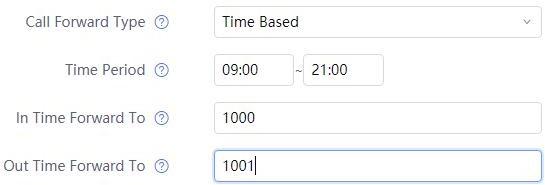 Call Forward Type ? Time Based
Time Period ? 09:00 ~ 21:00
In Time Forward To ? 1000
Out Time Forward To ? 1001